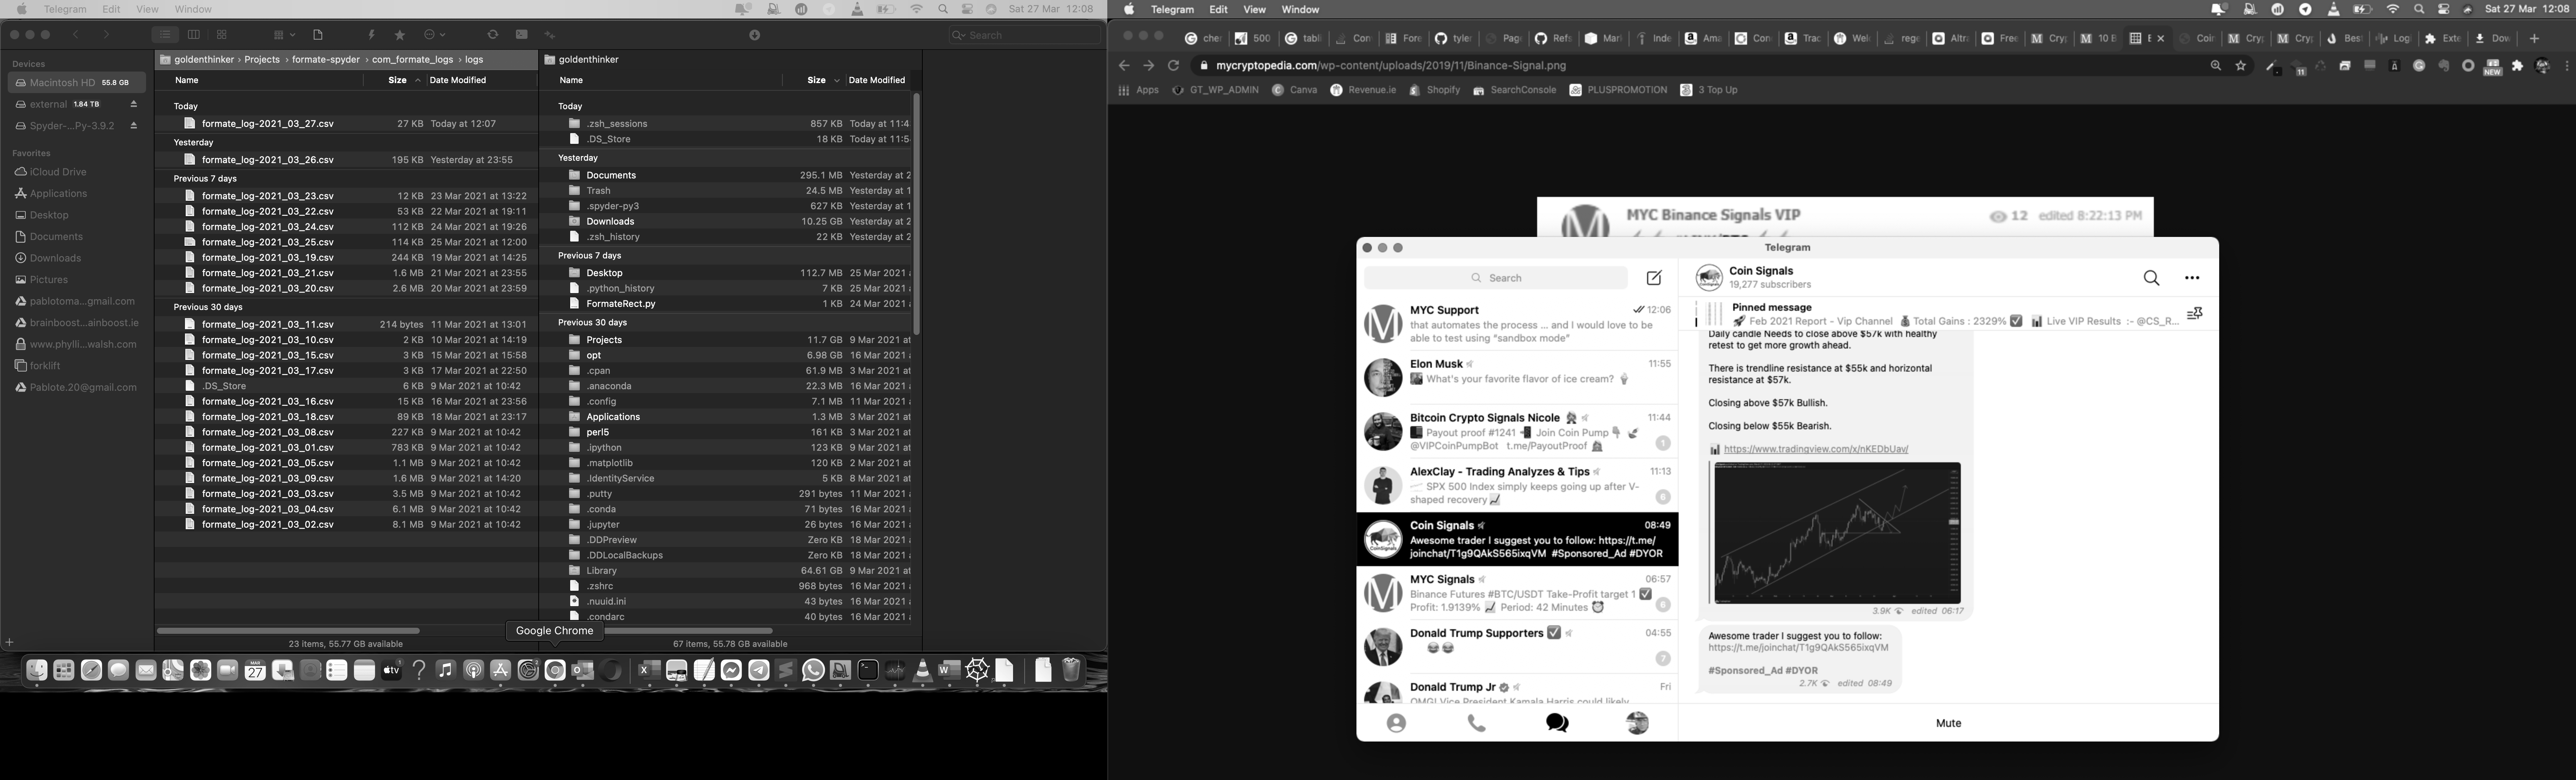 Telegram Edit View Window
Sat 27 Mar 12:08
Search
Devices
Macintosh HD 55.8 GB
external 1.84 TB
Spyder-...Py-3.9.2
Favorites
iCloud Drive
Applications
Desktop
Documents
Downloads
Pictures
pablotoma...gmail.com
brainboost...ainboost.ie
www.phylli...walsh.com
forklift
Pablote.20@gmail.com
goldenthinker › Projects › formate-spyder › com_formate_logs › logs
Name Size Date Modified
Today
formate_log-2021_03_27.csv 27 KB Today at 12:07
Yesterday
formate_log-2021_03_26.csv 195 KB Yesterday at 23:55
Previous 7 days
formate_log-2021_03_23.csv 12 KB 23 Mar 2021 at 13:22
formate_log-2021_03_22.csv 53 KB 22 Mar 2021 at 19:11
formate_log-2021_03_24.csv 112 KB 24 Mar 2021 at 19:26
formate_log-2021_03_25.csv 114 KB 25 Mar 2021 at 12:00
formate_log-2021_03_19.csv 244 KB 19 Mar 2021 at 14:25
formate_log-2021_03_21.csv 1.6 MB 21 Mar 2021 at 23:55
formate_log-2021_03_20.csv 2.6 MB 20 Mar 2021 at 23:59
Previous 30 days
formate_log-2021_03_11.csv 214 bytes 11 Mar 2021 at 13:01
formate_log-2021_03_10.csv 2 KB 10 Mar 2021 at 14:19
formate_log-2021_03_15.csv 3 KB 15 Mar 2021 at 15:58
formate_log-2021_03_17.csv 3 KB 17 Mar 2021 at 22:50
.DS_Store 6 KB 9 Mar 2021 at 10:42
formate_log-2021_03_16.csv 15 KB 16 Mar 2021 at 23:56
formate_log-2021_03_18.csv 89 KB 18 Mar 2021 at 23:17
formate_log-2021_03_08.csv 227 KB 9 Mar 2021 at 10:42
formate_log-2021_03_01.csv 783 KB 9 Mar 2021 at 10:42
formate_log-2021_03_05.csv 1.1 MB 9 Mar 2021 at 10:42
formate_log-2021_03_09.csv 1.6 MB 9 Mar 2021 at 14:20
formate_log-2021_03_03.csv 3.5 MB 9 Mar 2021 at 10:42
formate_log-2021_03_04.csv 6.1 MB 9 Mar 2021 at 10:42
formate_log-2021_03_02.csv 8.1 MB 9 Mar 2021 at 10:42
23 items, 55.77 GB available
goldenthinker
Name Size Date Modified
Today
.zsh_sessions 857 KB Today at 11:4
.DS_Store 18 KB Today at 11:5
Yesterday
Documents 295.1 MB Yesterday at 2
Trash 24.5 MB Yesterday at 1
.spyder-py3 627 KB Yesterday at 1
Downloads 10.25 GB Yesterday at 2
.zsh_history 22 KB Yesterday at 2
Previous 7 days
Desktop 112.7 MB 25 Mar 2021
.python_history 7 KB 25 Mar 2021
FormateRect.py 1 KB 24 Mar 2021
Previous 30 days
Projects 11.7 GB 9 Mar 2021 at
opt 6.98 GB 16 Mar 2021
.cpan 61.9 MB 3 Mar 2021 at
.anaconda 22.3 MB 16 Mar 2021
.config 7.1 MB 11 Mar 2021
Applications 1.3 MB 3 Mar 2021 at
perl5 161 KB 3 Mar 2021 at
.ipython 123 KB 9 Mar 2021 at
.matplotlib 120 KB 2 Mar 2021 at
.IdentityService 5 KB 8 Mar 2021 at
.putty 291 bytes 11 Mar 2021
.conda 71 bytes 16 Mar 2021
.jupyter 26 bytes 16 Mar 2021
.DDPreview Zero KB 18 Mar 2021
.DDLocalBackups Zero KB 18 Mar 2021
Library 64.61 GB 9 Mar 2021 at
.zshrc 968 bytes 16 Mar 2021
.nuuid.ini 43 bytes 16 Mar 2021
.condarc 40 bytes 16 Mar 2021
67 items, 55.78 GB available
Google Chrome
MAR
27
tv
Telegram Edit View Window
Sat 27 Mar 12:08
che 500 tabl Con Fore tyle Page Refs Mar Inde Ama Con Trac Welc rege Altra Free Cry 10 B E Coin Cry Cry Best Log Exte Dow
mycryptopedia.com/wp-content/uploads/2019/11/Binance-Signal.png
11
NEW
Apps GT_WP_ADMIN Canva Revenue.ie Shopify SearchConsole PLUSPROMOTION 3 Top Up
MYC Binance Signals VIP 12 edited 8:22:13 PM
Telegram
Search
MYC Support 12:06
that automates the process ... and I would love to be
able to test using “sandbox mode”
Elon Musk 11:55
What's your favorite flavor of ice cream?
Bitcoin Crypto Signals Nicole 11:44
Payout proof #1241 Join Coin Pump
@VIPCoinPumpBot t.me/PayoutProof 1
AlexClay - Trading Analyzes & Tips 11:13
SPX 500 Index simply keeps going up after V-
shaped recovery 6
Coin Signals 08:49
Awesome trader I suggest you to follow: https://t.me/
joinchat/T1g9QAkS565ixqVM #Sponsored_Ad #DYOR
MYC Signals 06:57
Binance Futures #BTC/USDT Take-Profit target 1 ✅
Profit: 1.9139% Period: 42 Minutes 6
Donald Trump Supporters ✅ 04:55
7
Donald Trump Jr Fri
OMG! Vice President Kamala Harris could likely
Coin Signals
19,277 subscribers
Pinned message
🚀 Feb 2021 Report - Vip Channel 💰 Total Gains : 2329% ✅ 📊 Live VIP Results :- @CS_R...
Daily candle Needs to close above $57k with healthy
retest to get more growth ahead.
There is trendline resistance at $55k and horizontal
resistance at $57k.
Closing above $57k Bullish.
Closing below $55k Bearish.
📊 https://www.tradingview.com/x/nKEDbUav/
3.9K edited 06:17
Awesome trader I suggest you to follow:
https://t.me/joinchat/T1g9QAkS565ixqVM
#Sponsored_Ad #DYOR
2.7K edited 08:49
Mute